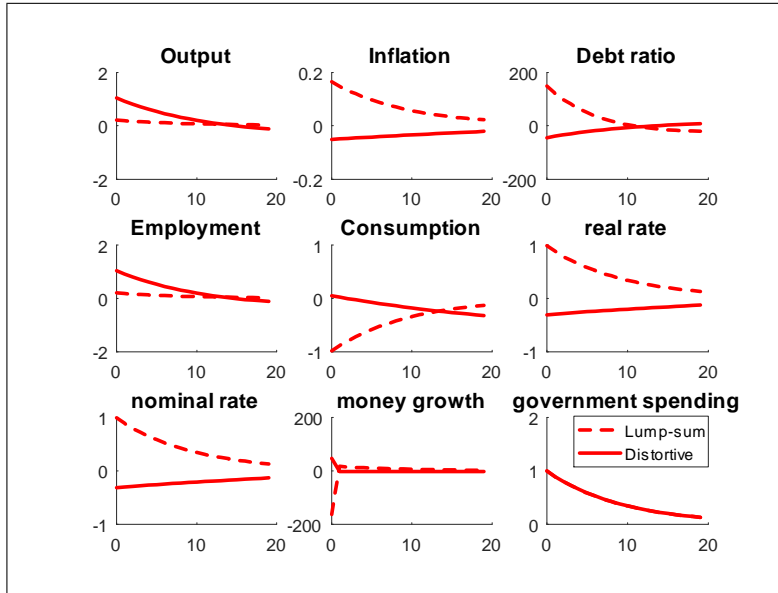 Output
2
0
-2
0 10 20
Inflation
0.2
0
-0.2
0 10 20
Debt ratio
200
0
-200
0 10 20
Employment
2
0
-2
0 10 20
Consumption
1
0
-1
0 10 20
real rate
1
0
-1
0 10 20
nominal rate
1
0
-1
0 10 20
money growth
200
0
-200
0 10 20
government spending
2
1
0
0 10 20
Lump-sum
Distortive